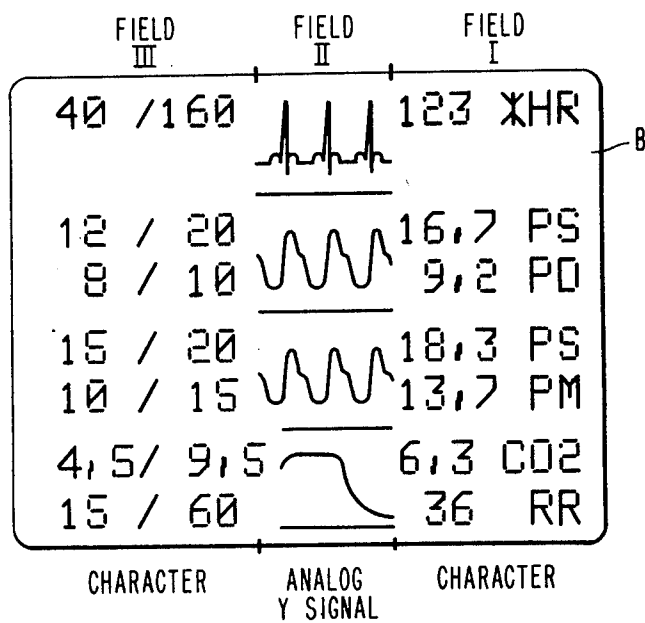 FIELD FIELD FIELD
III II I
40 /160 123 HR
B
12 / 20 16,7 PS
8 / 10 9,2 PD
15 / 20 18,3 PS
10 / 15 13,7 PM
4,5/ 9,5 6,3 CO2
15 / 60 36 RR
CHARACTER ANALOG CHARACTER
Y SIGNAL